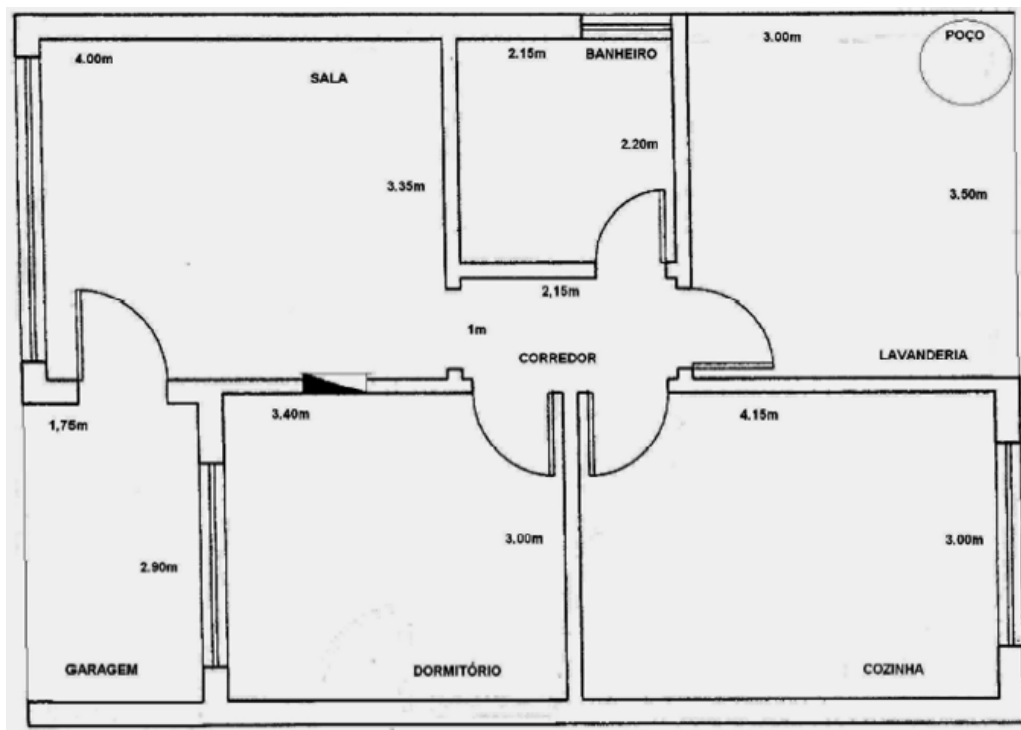 4.00m
SALA
3.35m
2.15m
BANHEIRO
2.20m
3.00m
POÇO
3.50m
LAVANDERIA
2,15m
1m
CORREDOR
1,75m
2.90m
GARAGEM
3.40m
3.00m
DORMITÓRIO
4.15m
3.00m
COZINHA